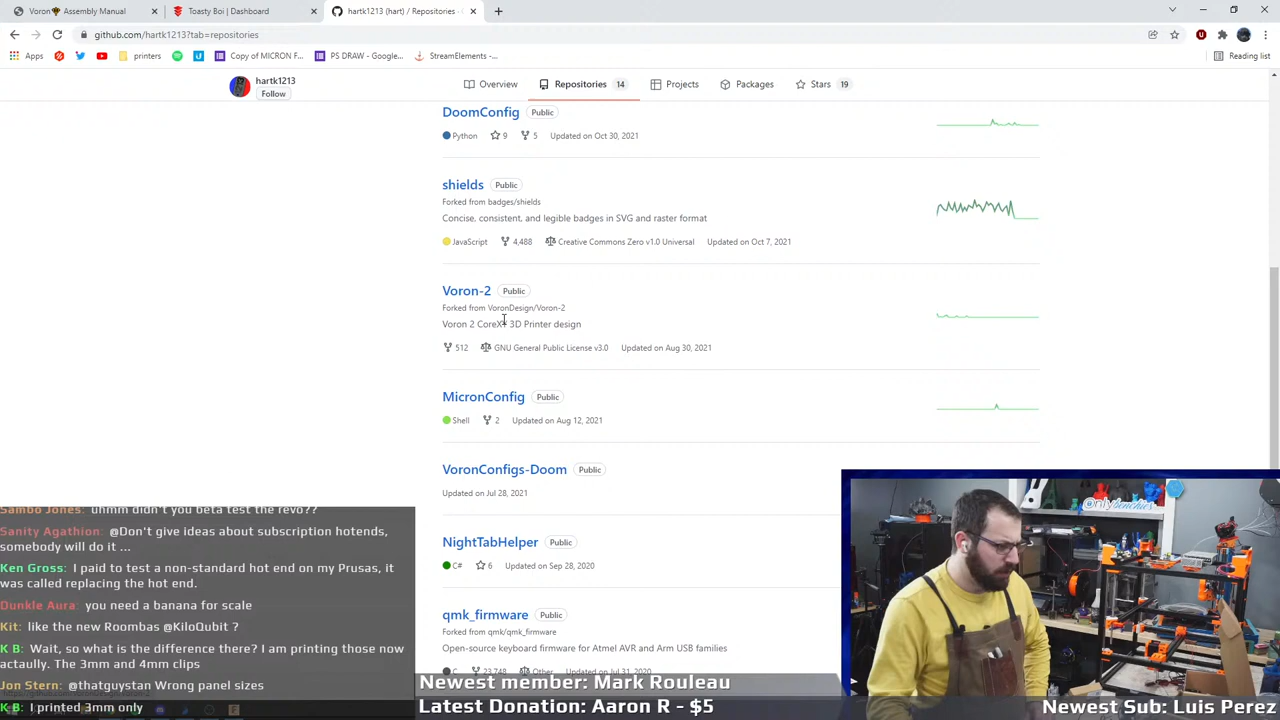 Voron Assembly Manual
Toasty Boi | Dashboard
hartk1213 (hart) / Repositories ·
github.com/hartk1213?tab=repositories
Apps
printers
Copy of MICRON F...
PS DRAW - Google...
StreamElements -...
Reading list
hartk1213
Follow
Overview
Repositories 14
Projects
Packages
Stars 19
DoomConfig Public
Python 9 5 Updated on Oct 30, 2021
shields Public
Forked from badges/shields
Concise, consistent, and legible badges in SVG and raster format
JavaScript 4,488 Creative Commons Zero v1.0 Universal Updated on Oct 7, 2021
Voron-2 Public
Forked from VoronDesign/Voron-2
Voron 2 CoreXY 3D Printer design
512 GNU General Public License v3.0 Updated on Aug 30, 2021
MicronConfig Public
Shell 2 Updated on Aug 12, 2021
VoronConfigs-Doom Public
Updated on Jul 28, 2021
NightTabHelper Public
C# 6 Updated on Sep 28, 2020
qmk_firmware Public
Forked from qmk/qmk_firmware
Open-source keyboard firmware for Atmel AVR and Arm USB families
C 23,748 Other Updated on Jul 31, 2020
Sambo Jones: uhmm didn't you beta test the revo??
Sanity Agathion: @Don't give ideas about subscription hotends,
somebody will do it ...
Ken Gross: I paid to test a non-standard hot end on my Prusas, it
was called replacing the hot end.
Dunkle Aura: you need a banana for scale
Kit: like the new Roombas @KiloQubit ?
K B: Wait, so what is the difference there? I am printing those now
actaully. The 3mm and 4mm clips
Jon Stern: @thatguystan Wrong panel sizes
K B: I printed 3mm only
Newest member: Mark Rouleau
Latest Donation: Aaron R - $5
Newest Sub: Luis Perez